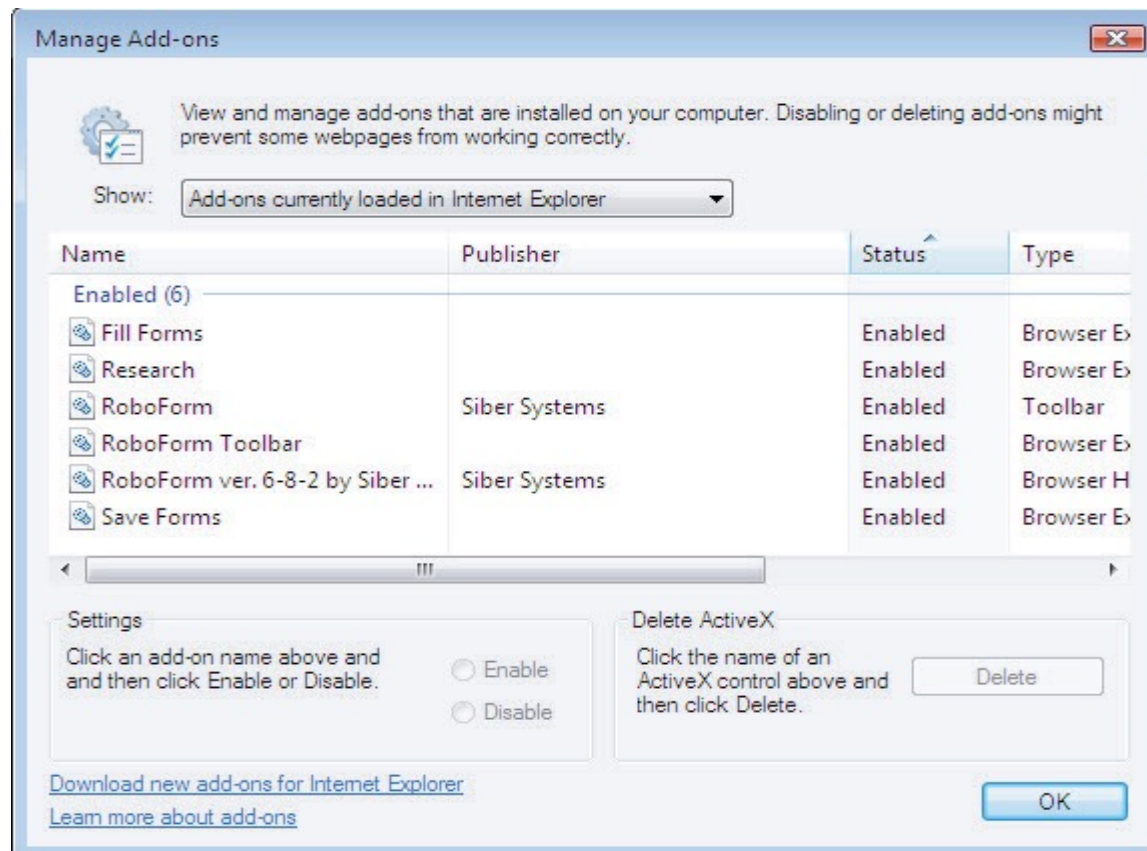 Manage Add-ons
View and manage add-ons that are installed on your computer. Disabling or deleting add-ons might
prevent some webpages from working correctly.
Show: Add-ons currently loaded in Internet Explorer
Name Publisher Status Type
Enabled (6)
Fill Forms Enabled Browser Ex
Research Enabled Browser Ex
RoboForm Siber Systems Enabled Toolbar
RoboForm Toolbar Enabled Browser Ex
RoboForm ver. 6-8-2 by Siber ... Siber Systems Enabled Browser H
Save Forms Enabled Browser Ex
Settings
Click an add-on name above and
and then click Enable or Disable.
Enable
Disable
Delete ActiveX
Click the name of an
ActiveX control above and
then click Delete.
Delete
Download new add-ons for Internet Explorer
Learn more about add-ons
OK